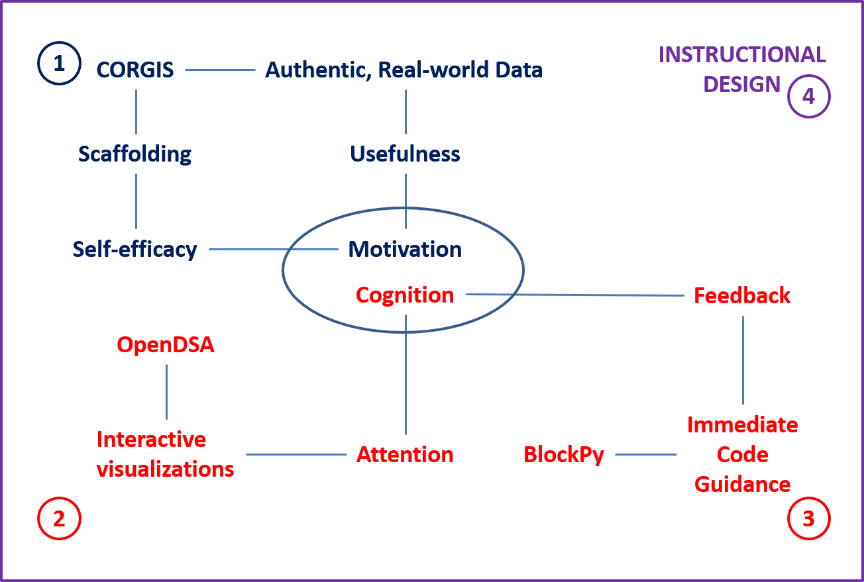 1
CORGIS
Authentic, Real-world Data
INSTRUCTIONAL
DESIGN
4
Scaffolding
Usefulness
Self-efficacy
Motivation
Cognition
Feedback
OpenDSA
Interactive
visualizations
Attention
BlockPy
Immediate
Code
Guidance
2
3